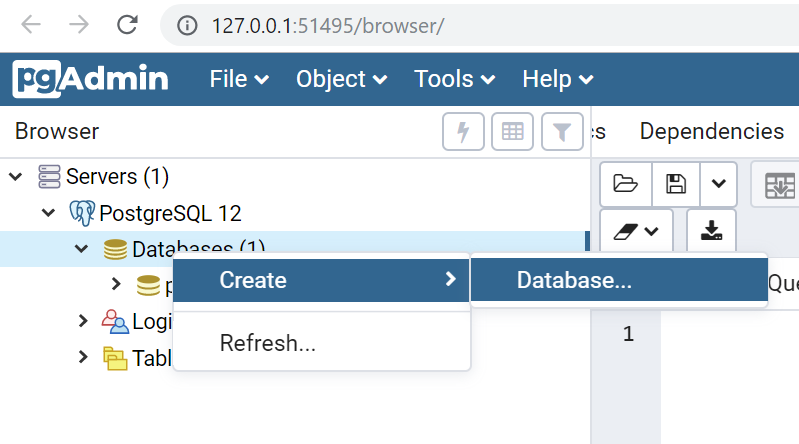 127.0.0.1:51495/browser/
pgAdmin File Object Tools Help
Browser
cs Dependencies
Servers (1)
PostgreSQL 12
Databases (1)
Create Database...
p
Que
Logi
1
Refresh...
Tabl